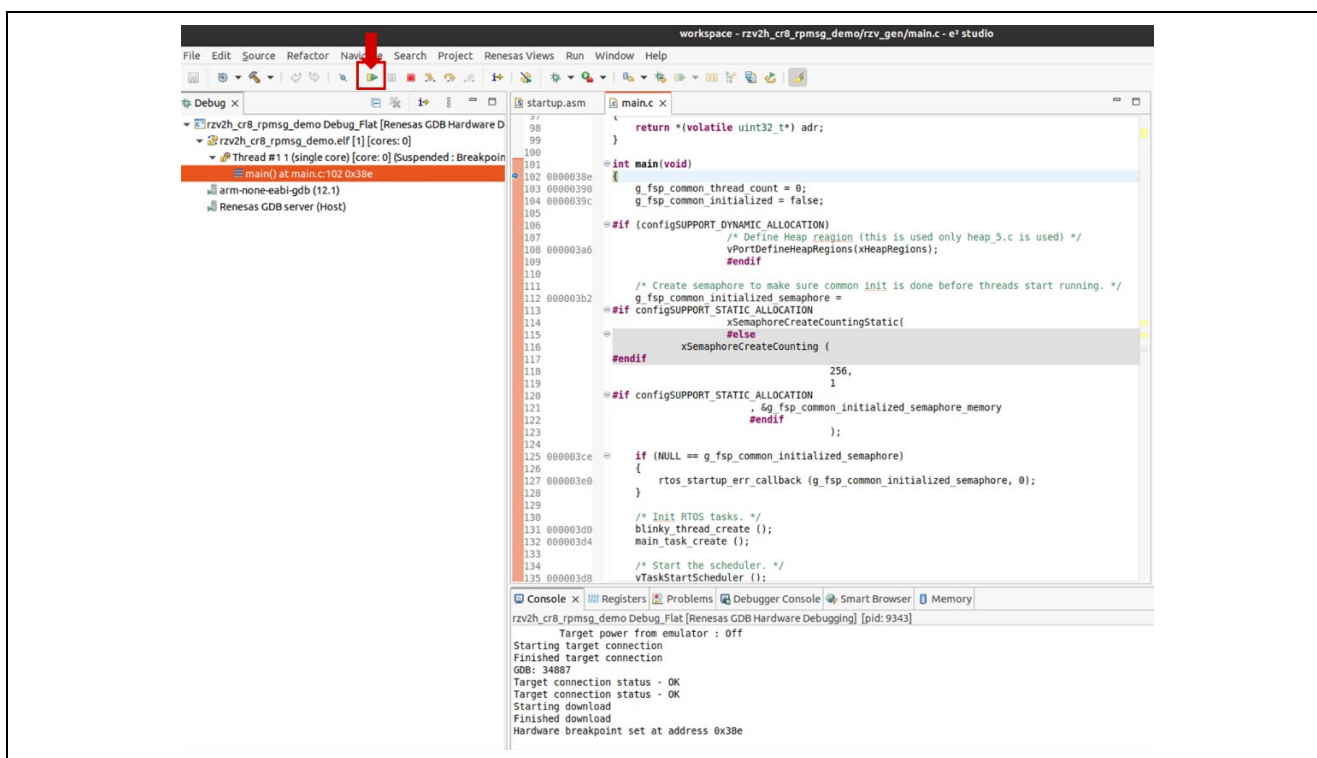 workspace - rzv2h_cr8_rpmsg_demo/rzv_gen/main.c - e² studio
File Edit Source Refactor Navigate Search Project Renesas Views Run Window Help
Debug
startup.asm main.c
rzv2h_cr8_rpmsg_demo Debug_Flat [Renesas GDB Hardware D
rzv2h_cr8_rpmsg_demo.elf [1] [cores: 0]
Thread #1 1 (single core) [core: 0] (Suspended : Breakpoin
main() at main.c:102 0x38e
arm-none-eabi-gdb (12.1)
Renesas GDB server (Host)
97 {
98 return *(volatile uint32_t*) adr;
99 }
100
101 int main(void)
102 0000038e {
103 00000390 g_fsp_common_thread_count = 0;
104 0000039c g_fsp_common_initialized = false;
105
106 #if (configSUPPORT_DYNAMIC_ALLOCATION)
107 /* Define Heap reagion (this is used only heap_5.c is used) */
108 000003a6 vPortDefineHeapRegions(xHeapRegions);
109 #endif
110
111 /* Create semaphore to make sure common init is done before threads start running. */
112 000003b2 g_fsp_common_initialized_semaphore =
113 #if configSUPPORT_STATIC_ALLOCATION
114 xSemaphoreCreateCountingStatic(
115 #else
116 xSemaphoreCreateCounting (
117 #endif
118 256,
119 1
120 #if configSUPPORT_STATIC_ALLOCATION
121 , &g_fsp_common_initialized_semaphore_memory
122 #endif
123 );
124
125 000003ce if (NULL == g_fsp_common_initialized_semaphore)
126 {
127 000003e0 rtos_startup_err_callback (g_fsp_common_initialized_semaphore, 0);
128 }
129
130 /* Init RTOS tasks. */
131 000003d0 blinky_thread_create ();
132 000003d4 main_task_create ();
133
134 /* Start the scheduler. */
135 000003d8 vTaskStartScheduler ();
Console Registers Problems Debugger Console Smart Browser Memory
rzv2h_cr8_rpmsg_demo Debug_Flat [Renesas GDB Hardware Debugging] [pid: 9343]
Target power from emulator : Off
Starting target connection
Finished target connection
GDB: 34887
Target connection status - OK
Target connection status - OK
Starting download
Finished download
Hardware breakpoint set at address 0x38e